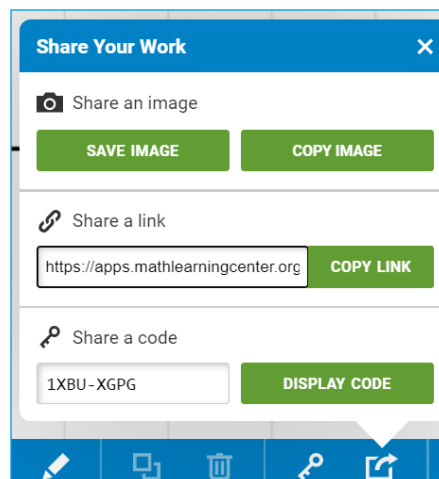 Share Your Work
Share an image
SAVE IMAGE COPY IMAGE
Share a link
https://apps.mathlearningcenter.org COPY LINK
Share a code
1XBU-XGPG DISPLAY CODE